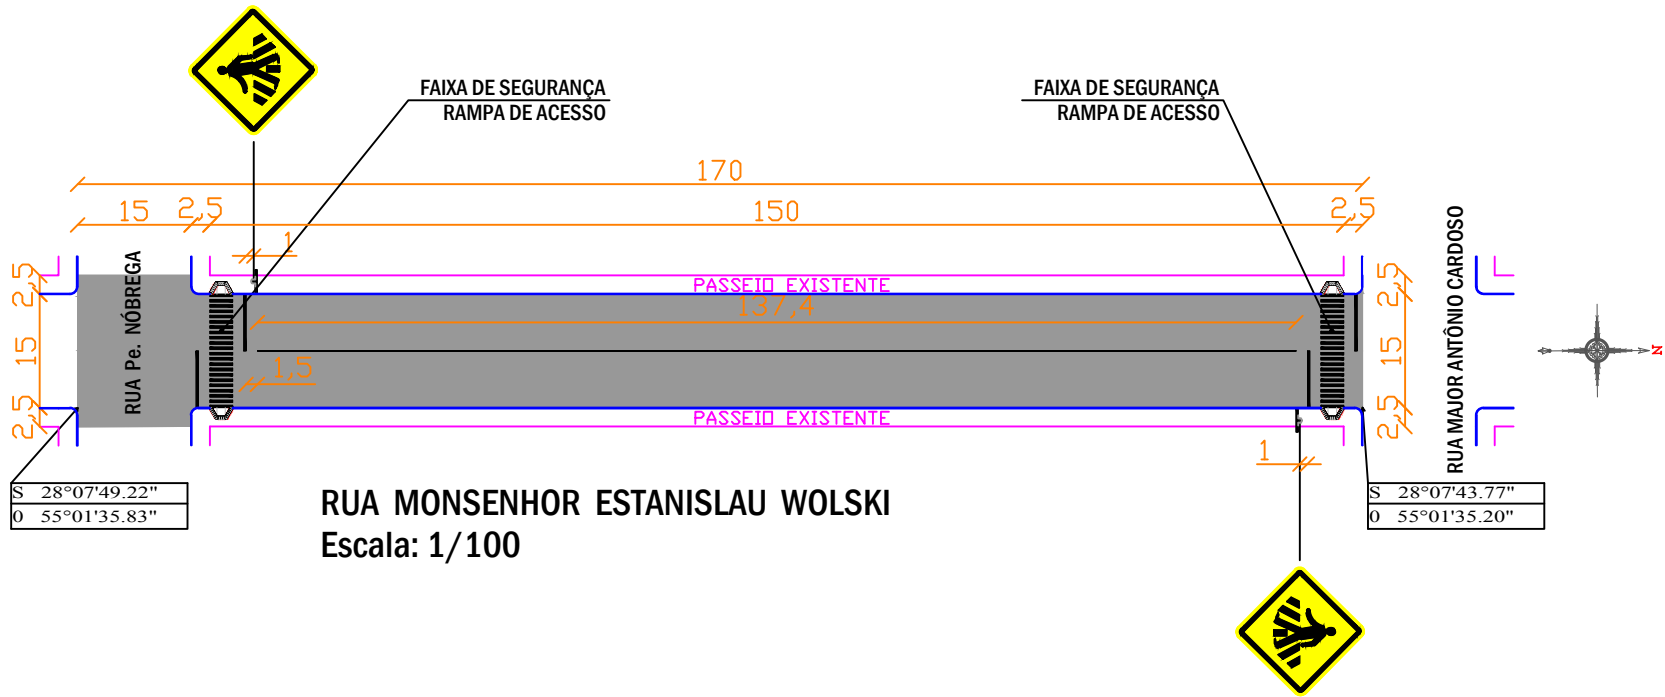 FAIXA DE SEGURANÇA
RAMPA DE ACESSO
FAIXA DE SEGURANÇA
RAMPA DE ACESSO
170
15
2,5
150
2,5
1
RUA Pe. NÓBREGA
RUA MAJOR ANTÔNIO CARDOSO
2,5
15
2,5
PASSEIO EXISTENTE
137,4
1,5
PASSEIO EXISTENTE
2,5
15
2,5
1
N
S 28°07'49.22"
0 55°01'35.83"
S 28°07'43.77"
0 55°01'35.20"
RUA MONSENHOR ESTANISLAU WOLSKI
Escala: 1/100